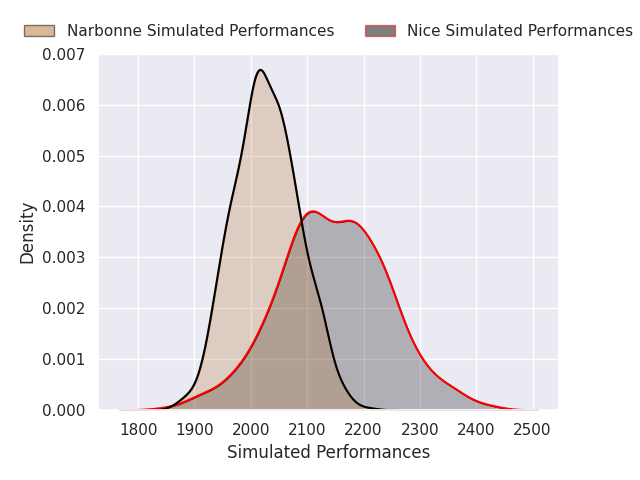 Narbonne Simulated Performances   Nice Simulated Performances
0.007
0.006
0.005
0.004
0.003
0.002
0.001
0.000
Density
1800 1900 2000 2100 2200 2300 2400 2500
Simulated Performances